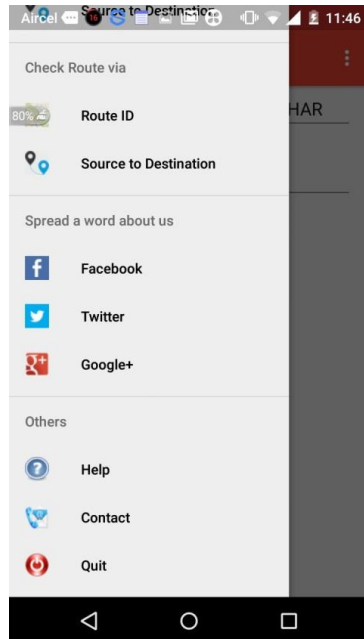 Aircel 16 11:46
Source to Destination
Check Route via
80% Route ID
HAR
Source to Destination
Spread a word about us
Facebook
Twitter
Google+
Others
Help
Contact
Quit